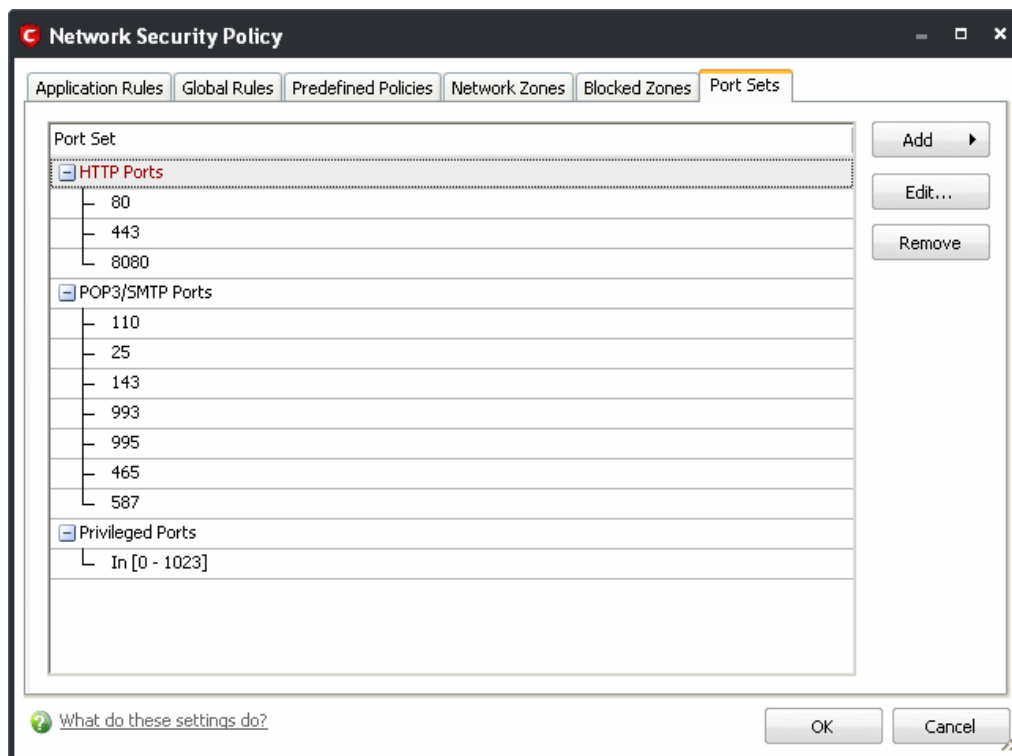 Network Security Policy
Application Rules Global Rules Predefined Policies Network Zones Blocked Zones Port Sets
Port Set
Add
HTTP Ports
80
Edit...
443
Remove
8080
POP3/SMTP Ports
110
25
143
993
995
465
587
Privileged Ports
In [0 - 1023]
What do these settings do?
OK Cancel